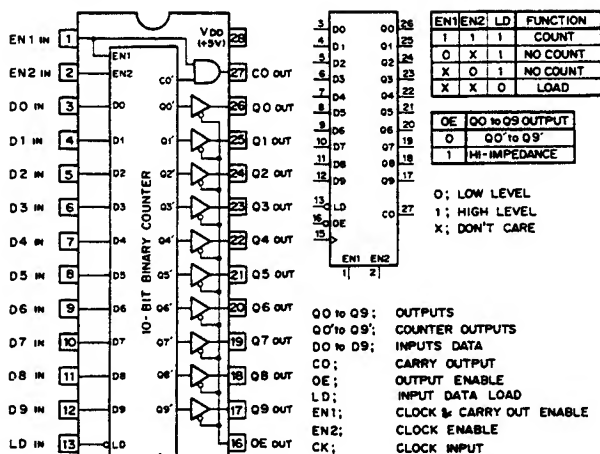 EN1 IN 1
EN2 IN 2
D0 IN 3
D1 IN 4
D2 IN 5
D3 IN 6
D4 IN 7
D5 IN 8
D6 IN 9
D7 IN 10
D8 IN 11
D9 IN 12
LD IN 13
EN1
EN2
D0
D1
D2
D3
D4
D5
D6
D7
D8
D9
LD
10-BIT BINARY COUNTER
CO'
Q0'
Q1'
Q2'
Q3'
Q4'
Q5'
Q6'
Q7'
Q8'
Q9'
VDD
(+5V)
28
27 CO OUT
26 Q0 OUT
25 Q1 OUT
24 Q2 OUT
23 Q3 OUT
22 Q4 OUT
21 Q5 OUT
20 Q6 OUT
19 Q7 OUT
18 Q8 OUT
17 Q9 OUT
16 OE OUT
3 D0 Q0 26
4 D1 Q1 25
5 D2 Q2 24
6 D3 Q3 23
7 D4 Q4 22
8 D5 Q5 21
9 D6 Q6 20
10 D7 Q7 19
11 D8 Q8 18
12 D9 Q9 17
13 LD
16 OE CO 27
15
EN1 EN2
1 2
EN1 EN2 LD FUNCTION
1 1 1 COUNT
0 X 1 NO COUNT
X 0 1 NO COUNT
X X 0 LOAD
OE Q0 to Q9 OUTPUT
0 Q0' to Q9'
1 HI-IMPEDANCE
0; LOW LEVEL
1; HIGH LEVEL
X; DON'T CARE
Q0 to Q9; OUTPUTS
Q0' to Q9'; COUNTER OUTPUTS
D0 to D9; INPUTS DATA
CO; CARRY OUTPUT
OE; OUTPUT ENABLE
LD; INPUT DATA LOAD
EN1; CLOCK & CARRY OUT ENABLE
EN2; CLOCK ENABLE
CK; CLOCK INPUT